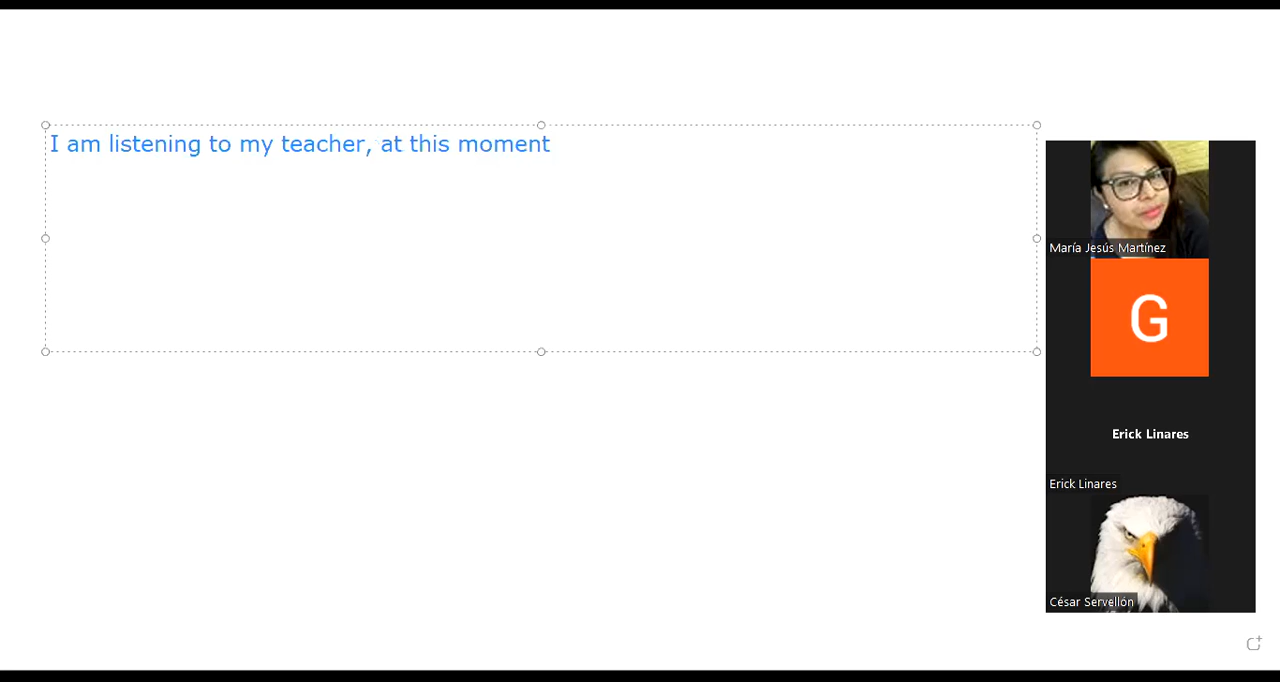 I am listening to my teacher, at this moment
María Jesús Martínez
G
Erick Linares
Erick Linares
César Servellón